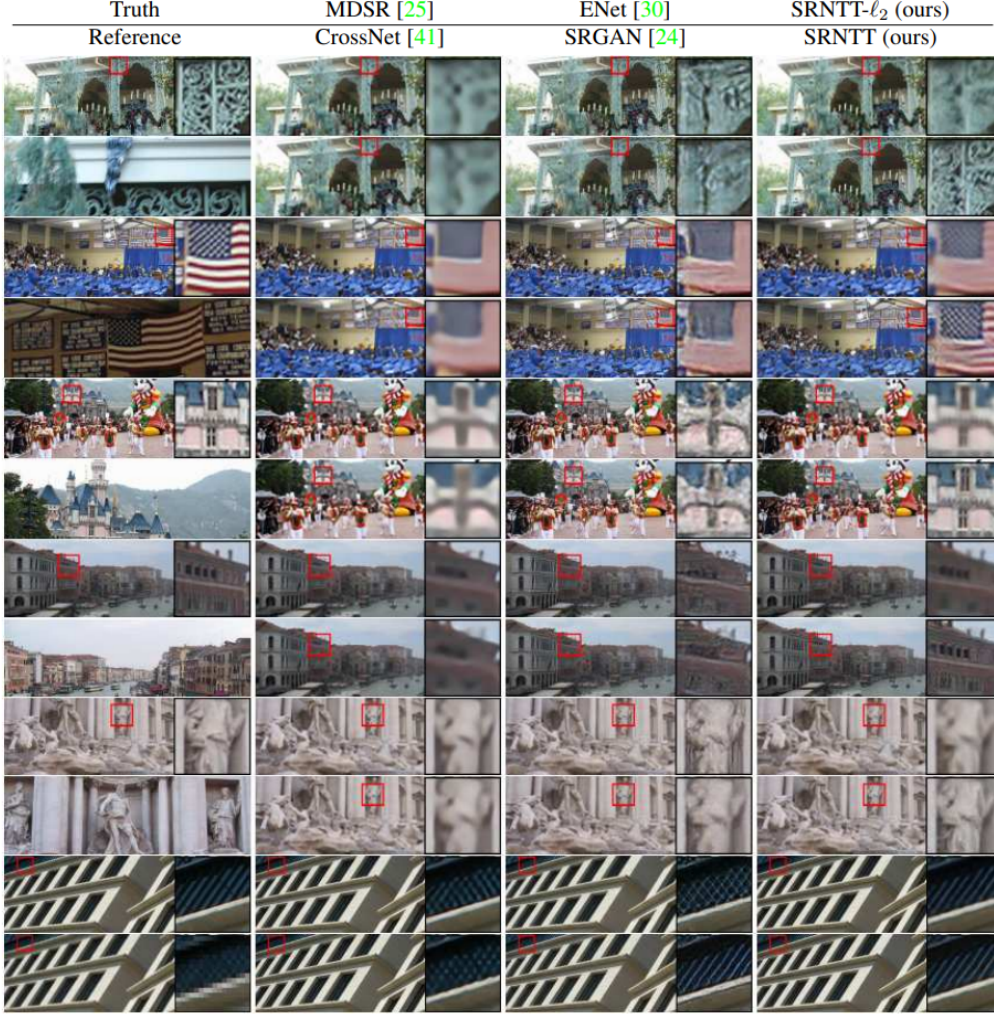 Truth MDSR [25] ENet [30] SRNTT-ℓ₂ (ours)
Reference CrossNet [41] SRGAN [24] SRNTT (ours)